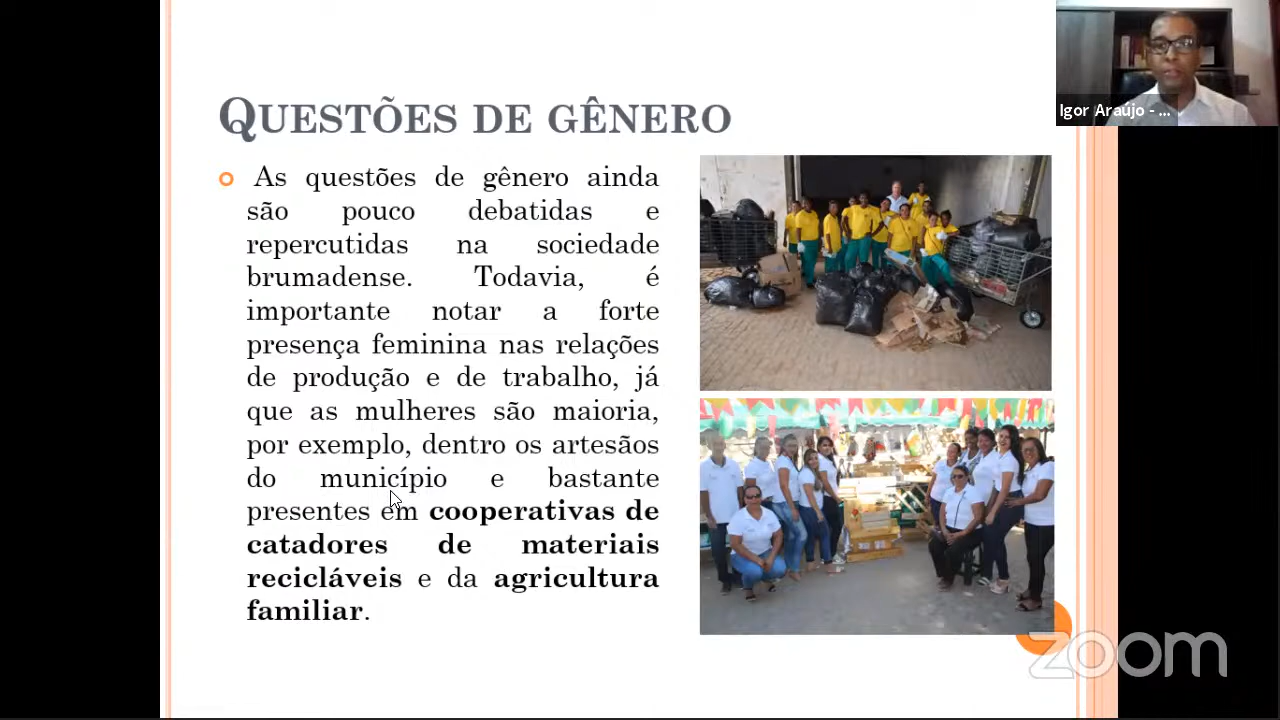 QUESTÕES DE GÊNERO
Igor Araújo - ...
As questões de gênero ainda
são pouco debatidas e
repercutidas na sociedade
brumadense. Todavia, é
importante notar a forte
presença feminina nas relações
de produção e de trabalho, já
que as mulheres são maioria,
por exemplo, dentro os artesãos
do município e bastante
presentes em cooperativas de
catadores de materiais
recicláveis e da agricultura
familiar.
zoom